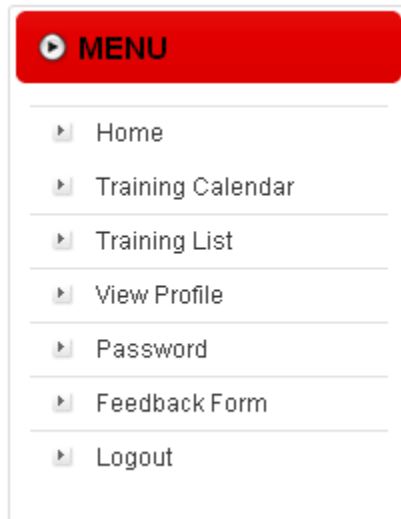 MENU
Home
Training Calendar
Training List
View Profile
Password
Feedback Form
Logout